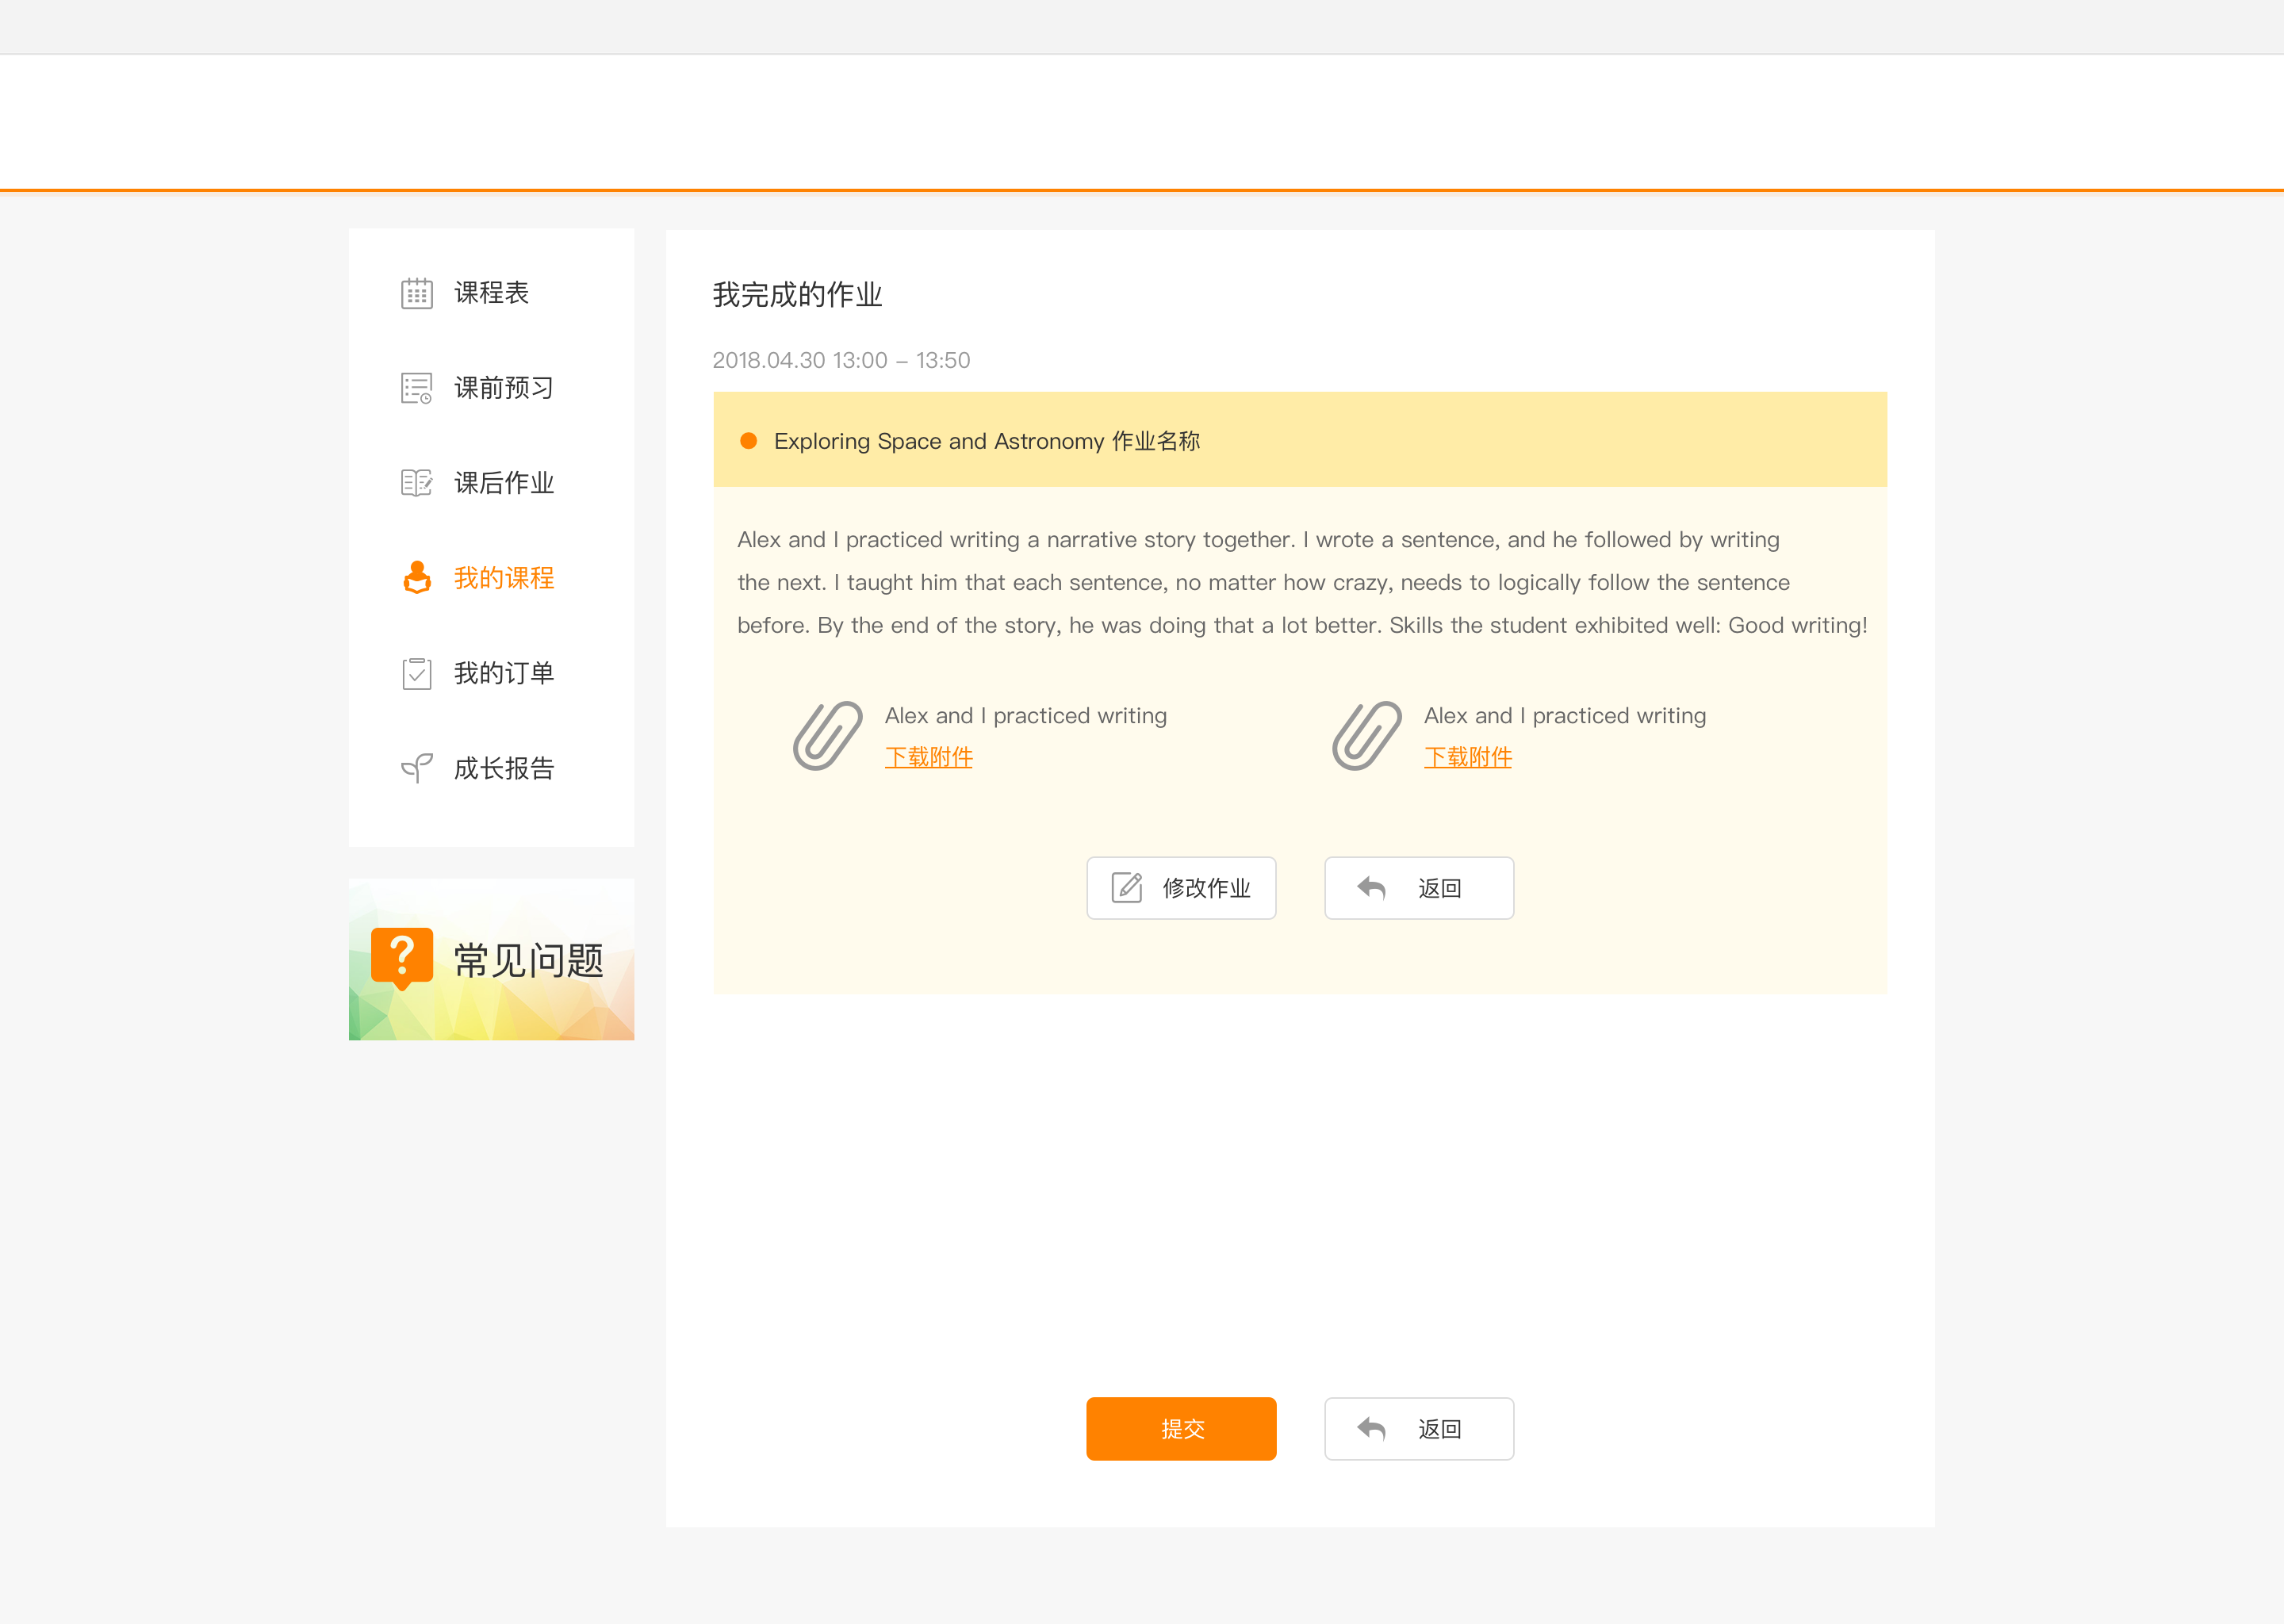 课程表
课前预习
课后作业
我的课程
我的订单
成长报告
?
常见问题
我完成的作业
2018.04.30 13:00 – 13:50
Exploring Space and Astronomy 作业名称
Alex and I practiced writing a narrative story together. I wrote a sentence, and he followed by writing
the next. I taught him that each sentence, no matter how crazy, needs to logically follow the sentence
before. By the end of the story, he was doing that a lot better. Skills the student exhibited well: Good writing!
Alex and I practiced writing
下载附件
Alex and I practiced writing
下载附件
修改作业
返回
提交
返回